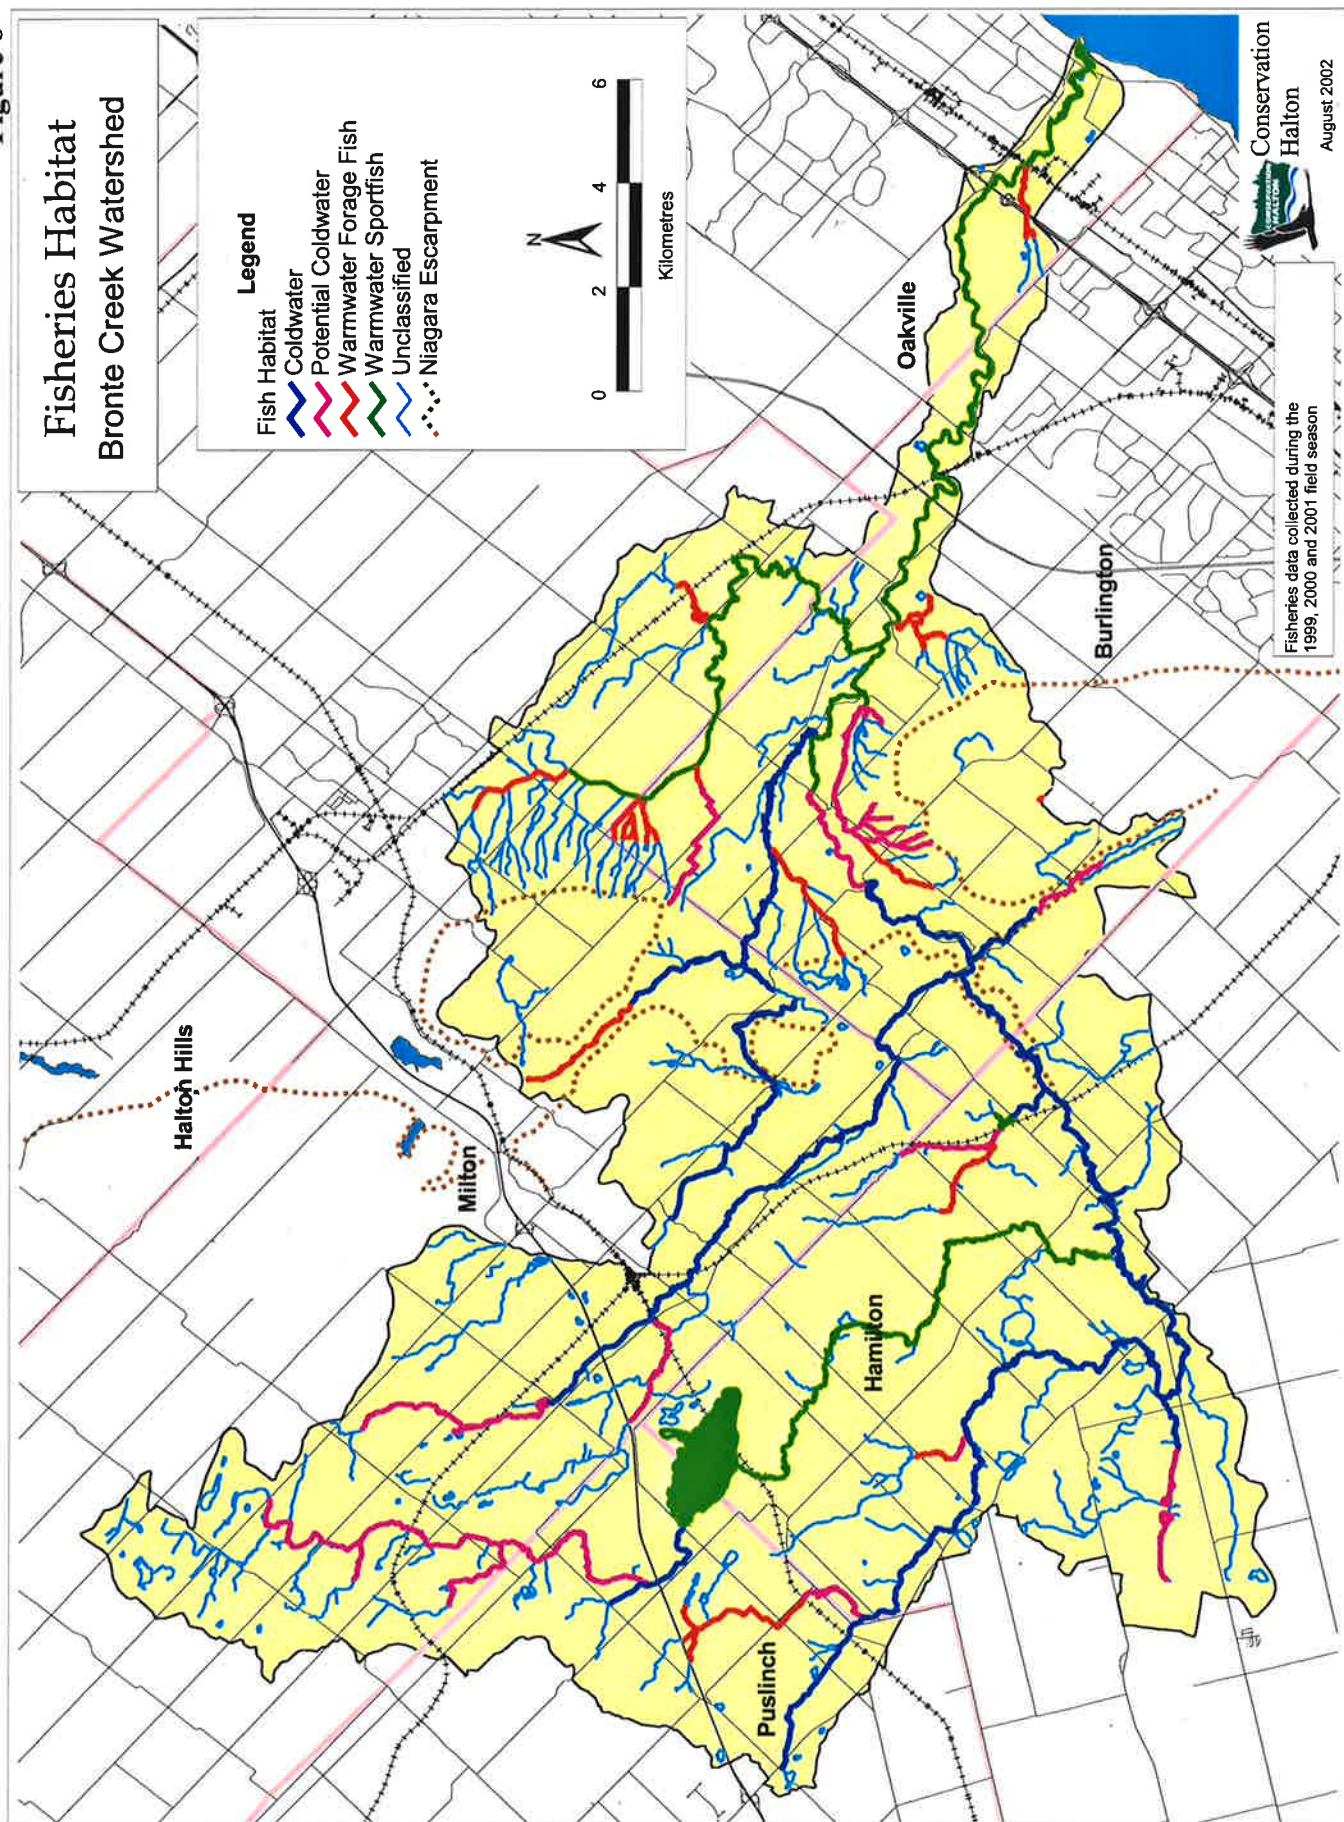 Fisheries Habitat
Bronte Creek Watershed
Legend
Fish Habitat
Coldwater
Potential Coldwater
Warmwater Forage Fish
Warmwater Sportfish
Unclassified
Niagara Escarpment
N
0 2 4 6
Kilometres
Halton Hills
Milton
Oakville
Burlington
Hamilton
Puslinch
Fisheries data collected during the
1999, 2000 and 2001 field season
CONSERVATION
HALTON
Conservation
Halton
August 2002